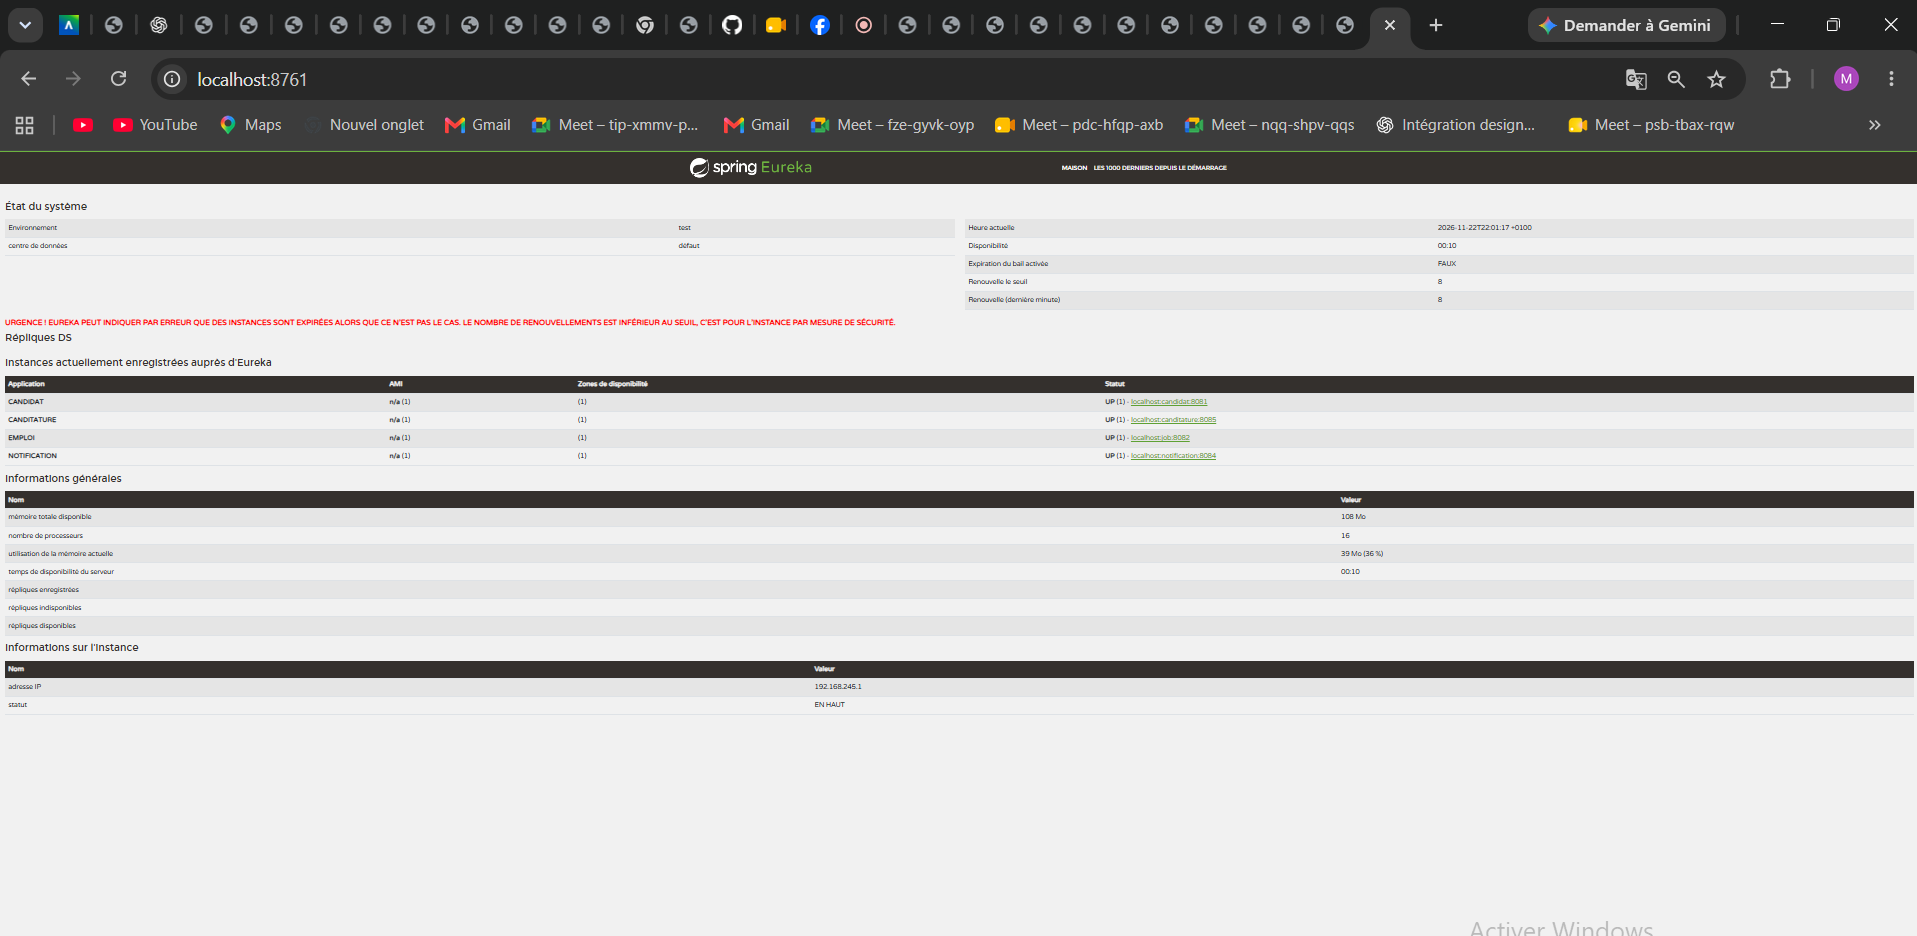 Demander à Gemini
localhost:8761
YouTube Maps Nouvel onglet Gmail Meet – tip-xmmv-p... Gmail Meet – fze-gyvk-oyp Meet – pdc-hfqp-axb Meet – nqq-shpv-qqs Intégration design... Meet – psb-tbax-rqw
spring Eureka MAISON LES 1000 DERNIERS DEPUIS LE DÉMARRAGE
État du système
Environnement test Heure actuelle 2026-11-22T22:01:17 +0100
centre de données défaut Disponibilité 00:10
Expiration du bail activée FAUX
Renouvelle le seuil 8
Renouvelle (dernière minute) 8
URGENCE ! EUREKA PEUT INDIQUER PAR ERREUR QUE DES INSTANCES SONT EXPIRÉES ALORS QUE CE N'EST PAS LE CAS. LE NOMBRE DE RENOUVELLEMENTS EST INFÉRIEUR AU SEUIL, C'EST POUR L'INSTANCE PAR MESURE DE SÉCURITÉ.
Répliques DS
Instances actuellement enregistrées auprès d'Eureka
Application AMI Zones de disponibilité Statut
CANDIDAT n/a (1) (1) UP (1) - localhost:candidat:8081
CANDITATURE n/a (1) (1) UP (1) - localhost:canditature:8085
EMPLOI n/a (1) (1) UP (1) - localhost:job:8082
NOTIFICATION n/a (1) (1) UP (1) - localhost:notification:8084
Informations générales
Nom Valeur
mémoire totale disponible 108 Mo
nombre de processeurs 16
utilisation de la mémoire actuelle 39 Mo (36 %)
temps de disponibilité du serveur 00:10
répliques enregistrées
répliques indisponibles
répliques disponibles
Informations sur l'instance
Nom Valeur
adresse IP 192.168.245.1
statut EN HAUT
Activer Windows